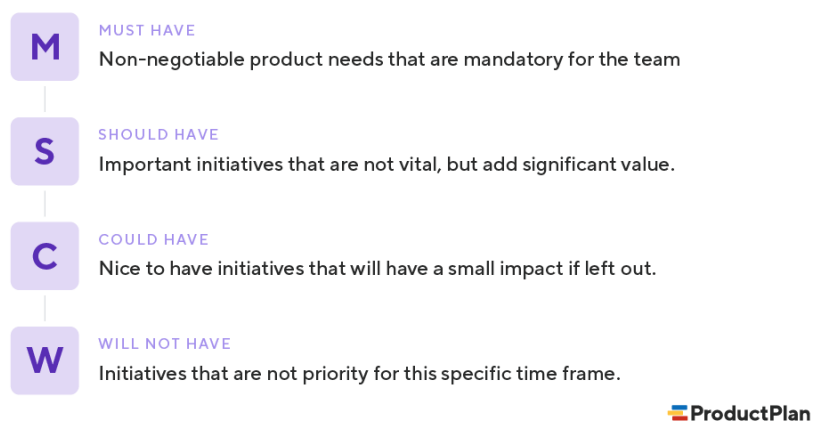 M
MUST HAVE
Non-negotiable product needs that are mandatory for the team
S
SHOULD HAVE
Important initiatives that are not vital, but add significant value.
C
COULD HAVE
Nice to have initiatives that will have a small impact if left out.
W
WILL NOT HAVE
Initiatives that are not priority for this specific time frame.
ProductPlan